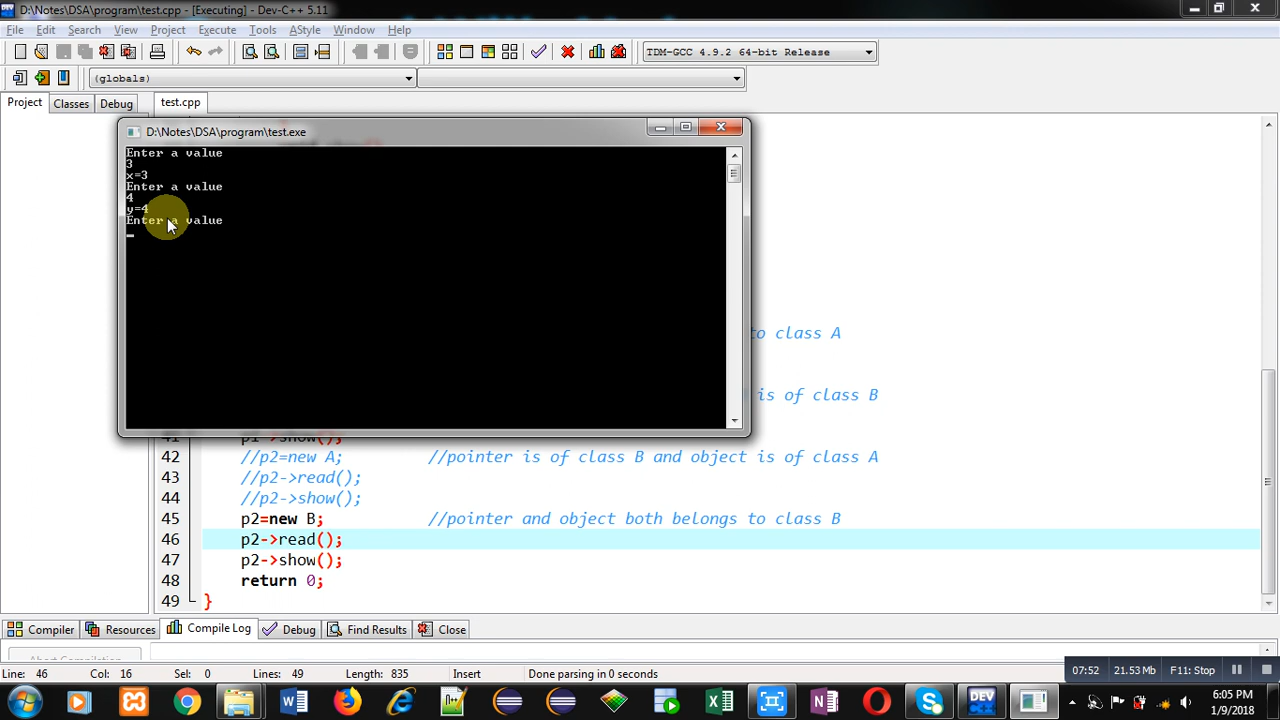 D:\Notes\DSA\program\test.cpp - [Executing] - Dev-C++ 5.11
File Edit Search View Project Execute Tools AStyle Window Help
TDM-GCC 4.9.2 64-bit Release
(globals)
Project Classes Debug test.cpp
D:\Notes\DSA\program\test.exe
Enter a value
3
x=3
Enter a value
4
y=4
Enter a value
to class A
is of class B
41 p1->show();
42 //p2=new A; //pointer is of class B and object is of class A
43 //p2->read();
44 //p2->show();
45 p2=new B; //pointer and object both belongs to class B
46 p2->read();
47 p2->show();
48 return 0;
49 }
Compiler Resources Compile Log Debug Find Results Close
Abort Compilation
Line: 46 Col: 16 Sel: 0 Lines: 49 Length: 835 Insert Done parsing in 0 seconds
07:52 21.53 Mb F11: Stop
6:05 PM
1/9/2018